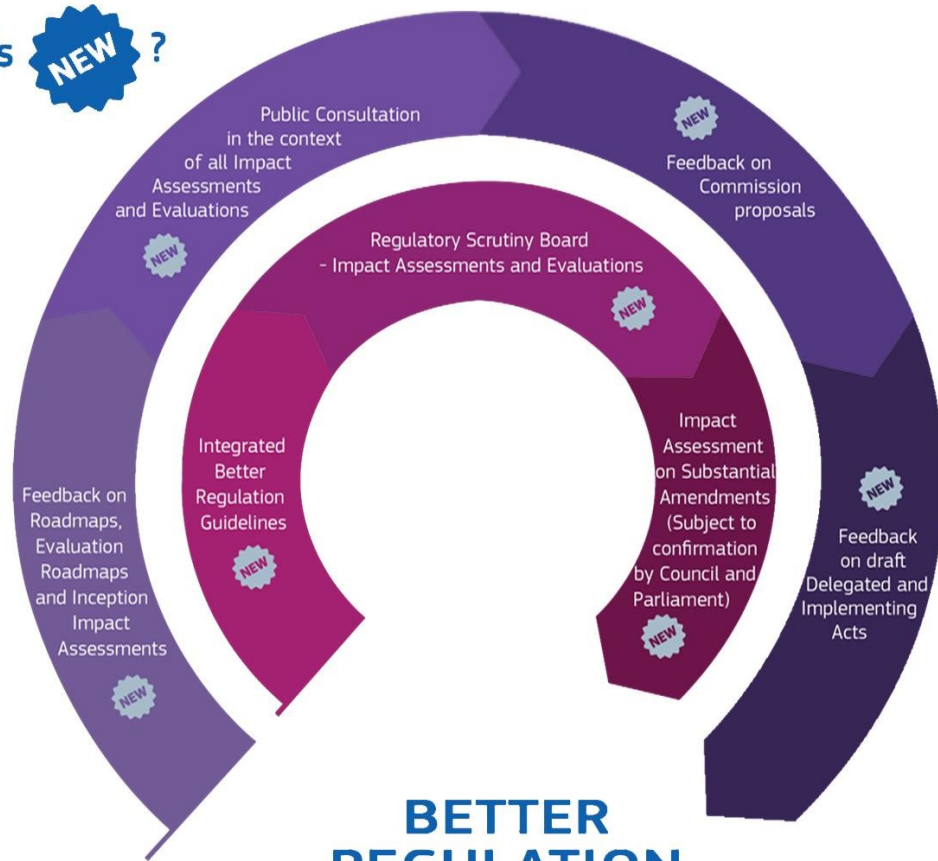 s NEW ?
Public Consultation
in the context
of all Impact
Assessments
and Evaluations
NEW
NEW
Feedback on
Commission
proposals
Regulatory Scrutiny Board
- Impact Assessments and Evaluations
NEW
Integrated
Better
Regulation
Guidelines
NEW
Impact
Assessment
on Substantial
Amendments
(Subject to
confirmation
by Council and
Parliament)
NEW
Feedback on
Roadmaps,
Evaluation
Roadmaps
and Inception
Impact
Assessments
NEW
NEW
Feedback
on draft
Delegated and
Implementing
Acts
BETTER
REGULATION